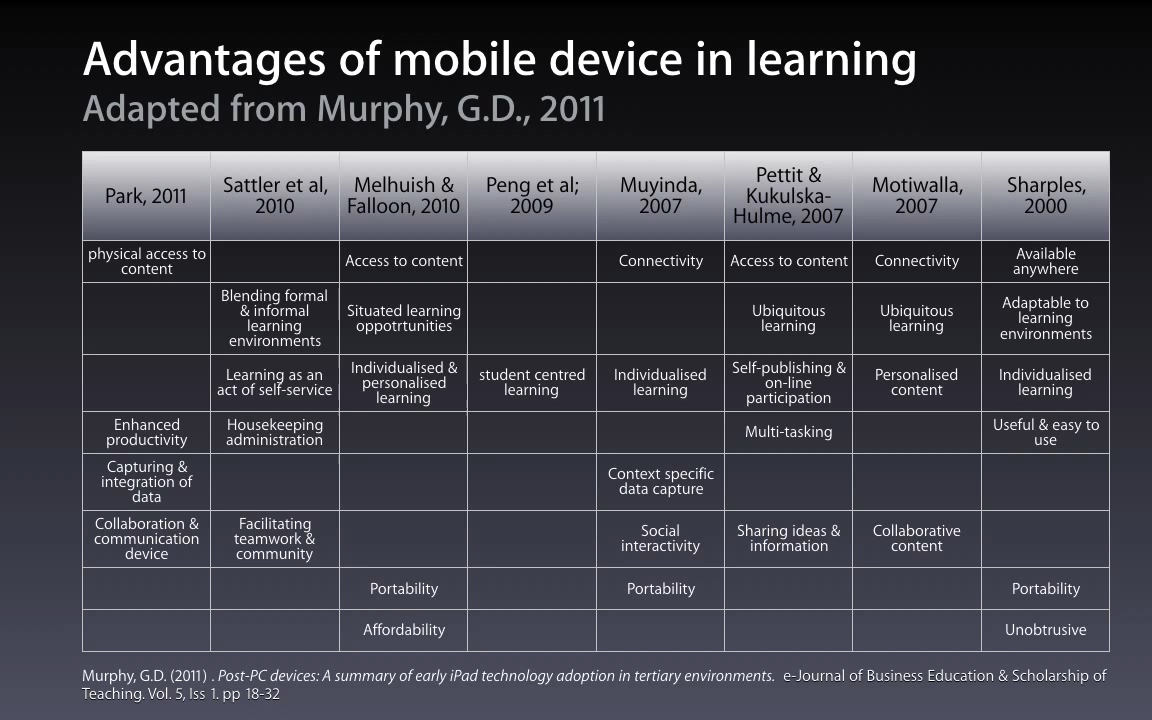 Advantages of mobile device in learning
Adapted from Murphy, G.D., 2011
Park, 2011
Sattler et al,
2010
Melhuish &
Falloon, 2010
Peng et al;
2009
Muyinda,
2007
Pettit &
Kukulska-
Hulme, 2007
Motiwalla,
2007
Sharples,
2000
physical access to
content
Access to content
Connectivity
Access to content
Connectivity
Available
anywhere
Blending formal
& informal
learning
environments
Situated learning
oppotrtunities
Ubiquitous
learning
Ubiquitous
learning
Adaptable to
learning
environments
Learning as an
act of self-service
Individualised &
personalised
learning
student centred
learning
Individualised
learning
Self-publishing &
on-line
participation
Personalised
content
Individualised
learning
Enhanced
productivity
Housekeeping
administration
Multi-tasking
Useful & easy to
use
Capturing &
integration of
data
Context specific
data capture
Collaboration &
communication
device
Facilitating
teamwork &
community
Social
interactivity
Sharing ideas &
information
Collaborative
content
Portability
Portability
Portability
Affordability
Unobtrusive
Murphy, G.D. (2011) . Post-PC devices: A summary of early iPad technology adoption in tertiary environments. e-Journal of Business Education & Scholarship of
Teaching. Vol. 5, Iss 1. pp 18-32